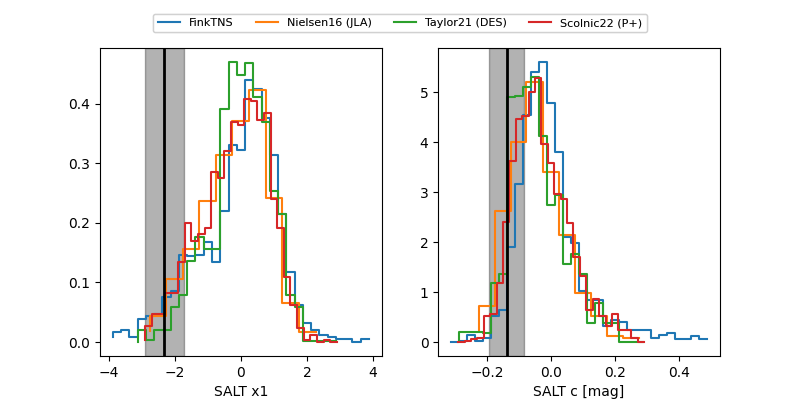 FinkTNS Nielsen16 (JLA) Taylor21 (DES) Scolnic22 (P+)
0.4
0.3
0.2
0.1
0.0
−4 −2 0 2 4
SALT x1
5
4
3
2
1
0
−0.2 0.0 0.2 0.4
SALT c [mag]